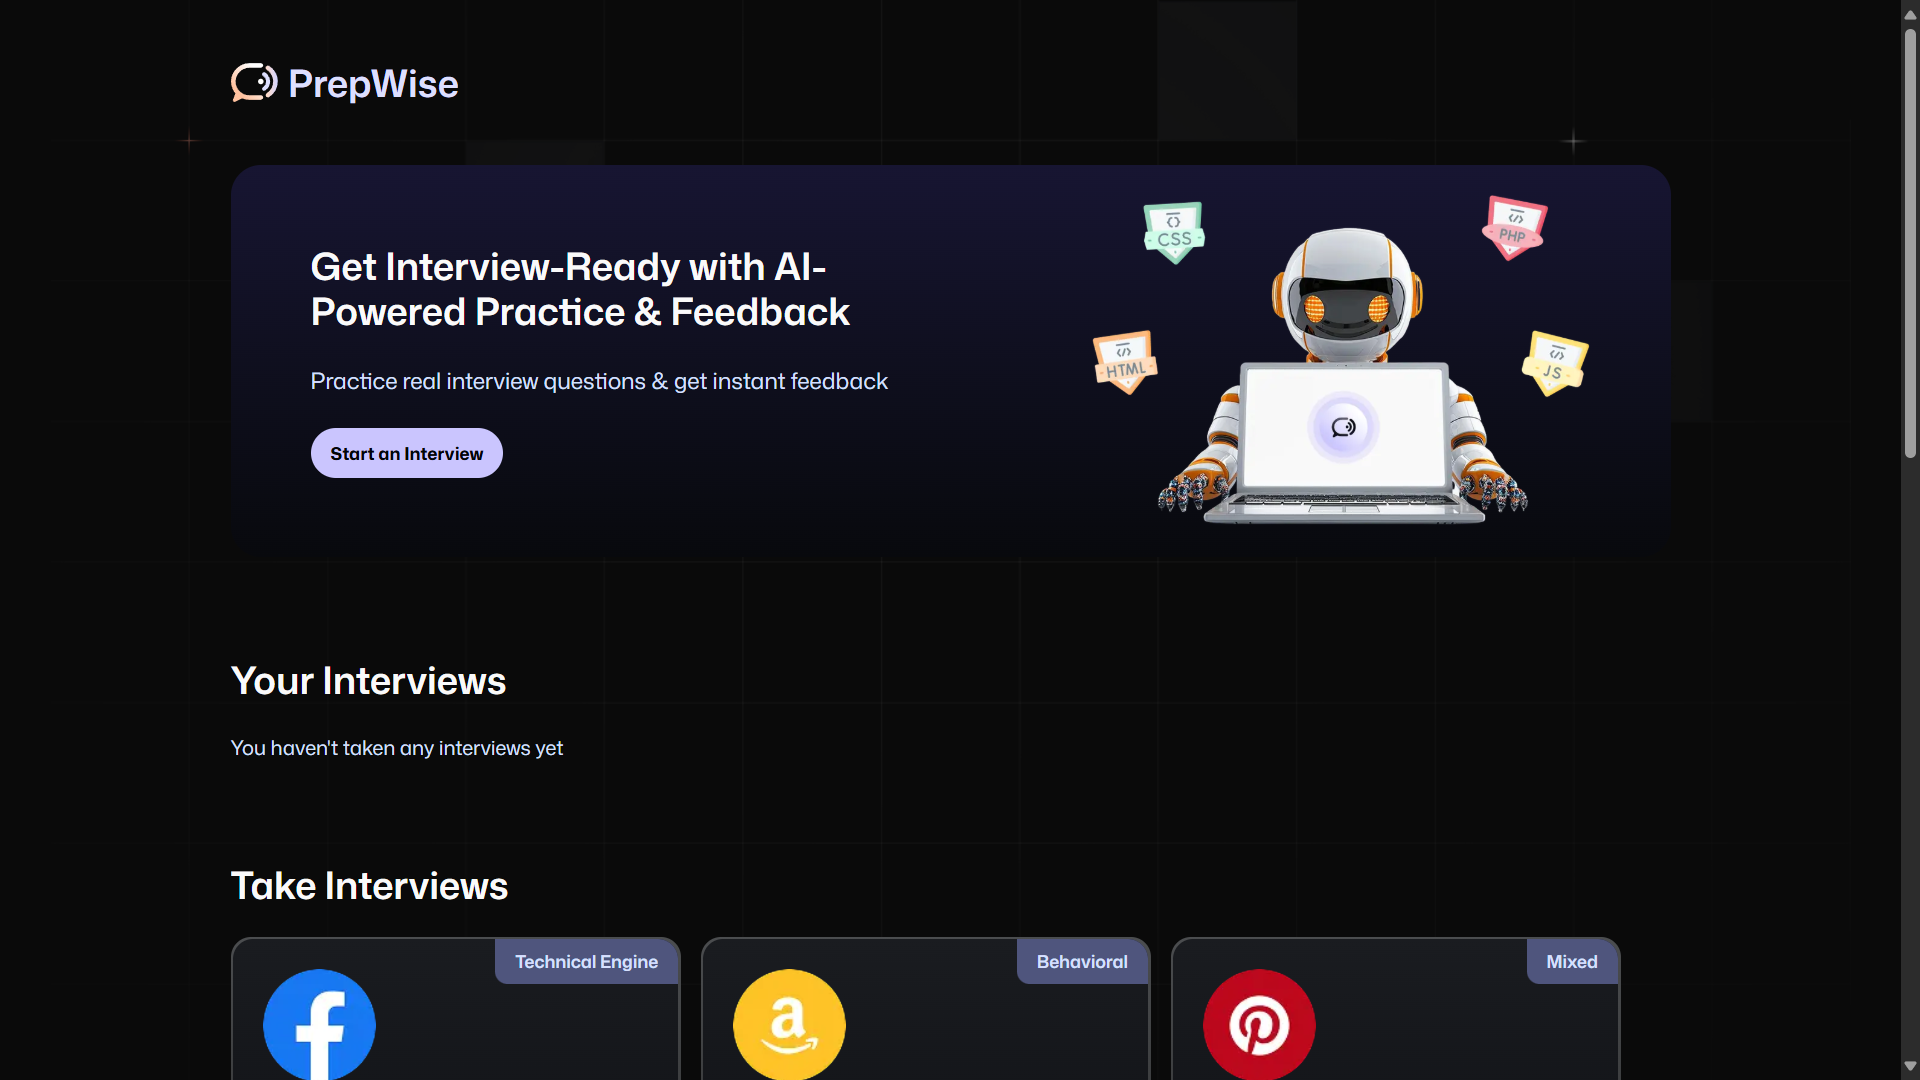 PrepWise
Get Interview-Ready with AI-
Powered Practice & Feedback
Practice real interview questions & get instant feedback
Start an Interview
CSS
PHP
HTML
JS
Your Interviews
You haven't taken any interviews yet
Take Interviews
Technical Engine
Behavioral
Mixed